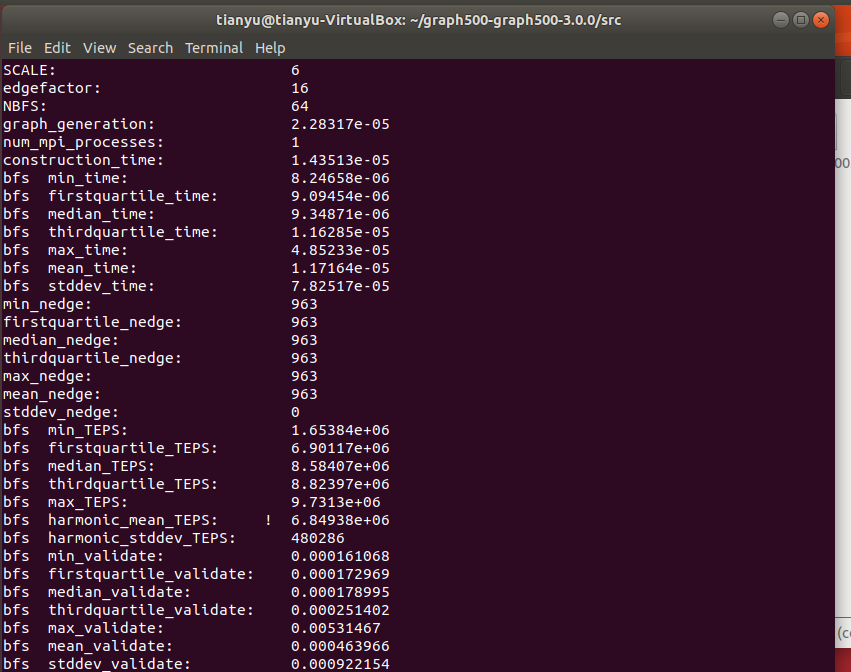 tianyu@tianyu-VirtualBox: ~/graph500-graph500-3.0.0/src
File Edit View Search Terminal Help
SCALE: 6
edgefactor: 16
NBFS: 64
graph_generation: 2.28317e-05
num_mpi_processes: 1
construction_time: 1.43513e-05
bfs min_time: 8.24658e-06
bfs firstquartile_time: 9.09454e-06
bfs median_time: 9.34871e-06
bfs thirdquartile_time: 1.16285e-05
bfs max_time: 4.85233e-05
bfs mean_time: 1.17164e-05
bfs stddev_time: 7.82517e-05
min_nedge: 963
firstquartile_nedge: 963
median_nedge: 963
thirdquartile_nedge: 963
max_nedge: 963
mean_nedge: 963
stddev_nedge: 0
bfs min_TEPS: 1.65384e+06
bfs firstquartile_TEPS: 6.90117e+06
bfs median_TEPS: 8.58407e+06
bfs thirdquartile_TEPS: 8.82397e+06
bfs max_TEPS: 9.7313e+06
bfs harmonic_mean_TEPS: ! 6.84938e+06
bfs harmonic_stddev_TEPS: 480286
bfs min_validate: 0.000161068
bfs firstquartile_validate: 0.000172969
bfs median_validate: 0.000178995
bfs thirdquartile_validate: 0.000251402
bfs max_validate: 0.00531467
bfs mean_validate: 0.000463966
bfs stddev_validate: 0.000922154
00